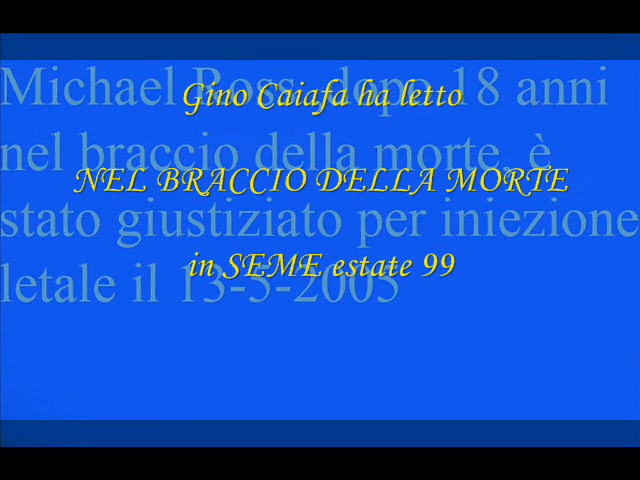 Michael Ross, dopo 18 anni
Gino Caiafa ha letto
nel braccio della morte, è
NEL BRACCIO DELLA MORTE
stato giustiziato per iniezione
in SEME estate 99
letale il 13-5-2005